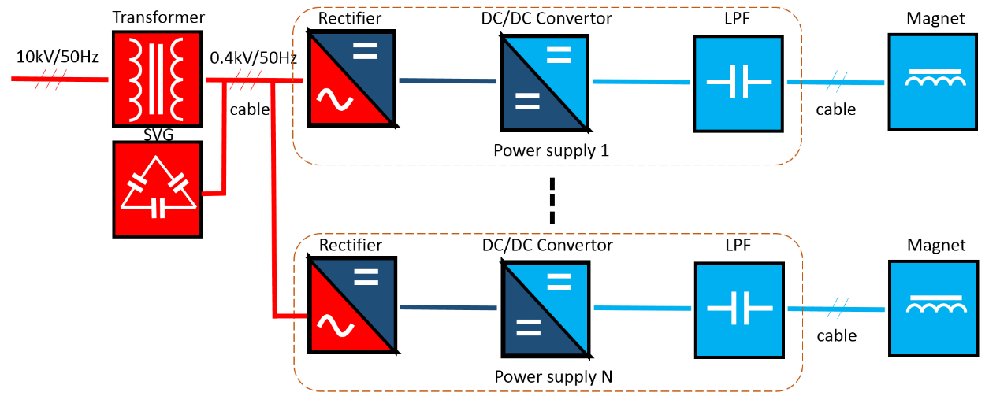 Transformer
Rectifier
DC/DC Convertor
LPF
Magnet
10kV/50Hz
0.4kV/50Hz
cable
cable
SVG
Power supply 1
Rectifier
DC/DC Convertor
LPF
Magnet
cable
Power supply N